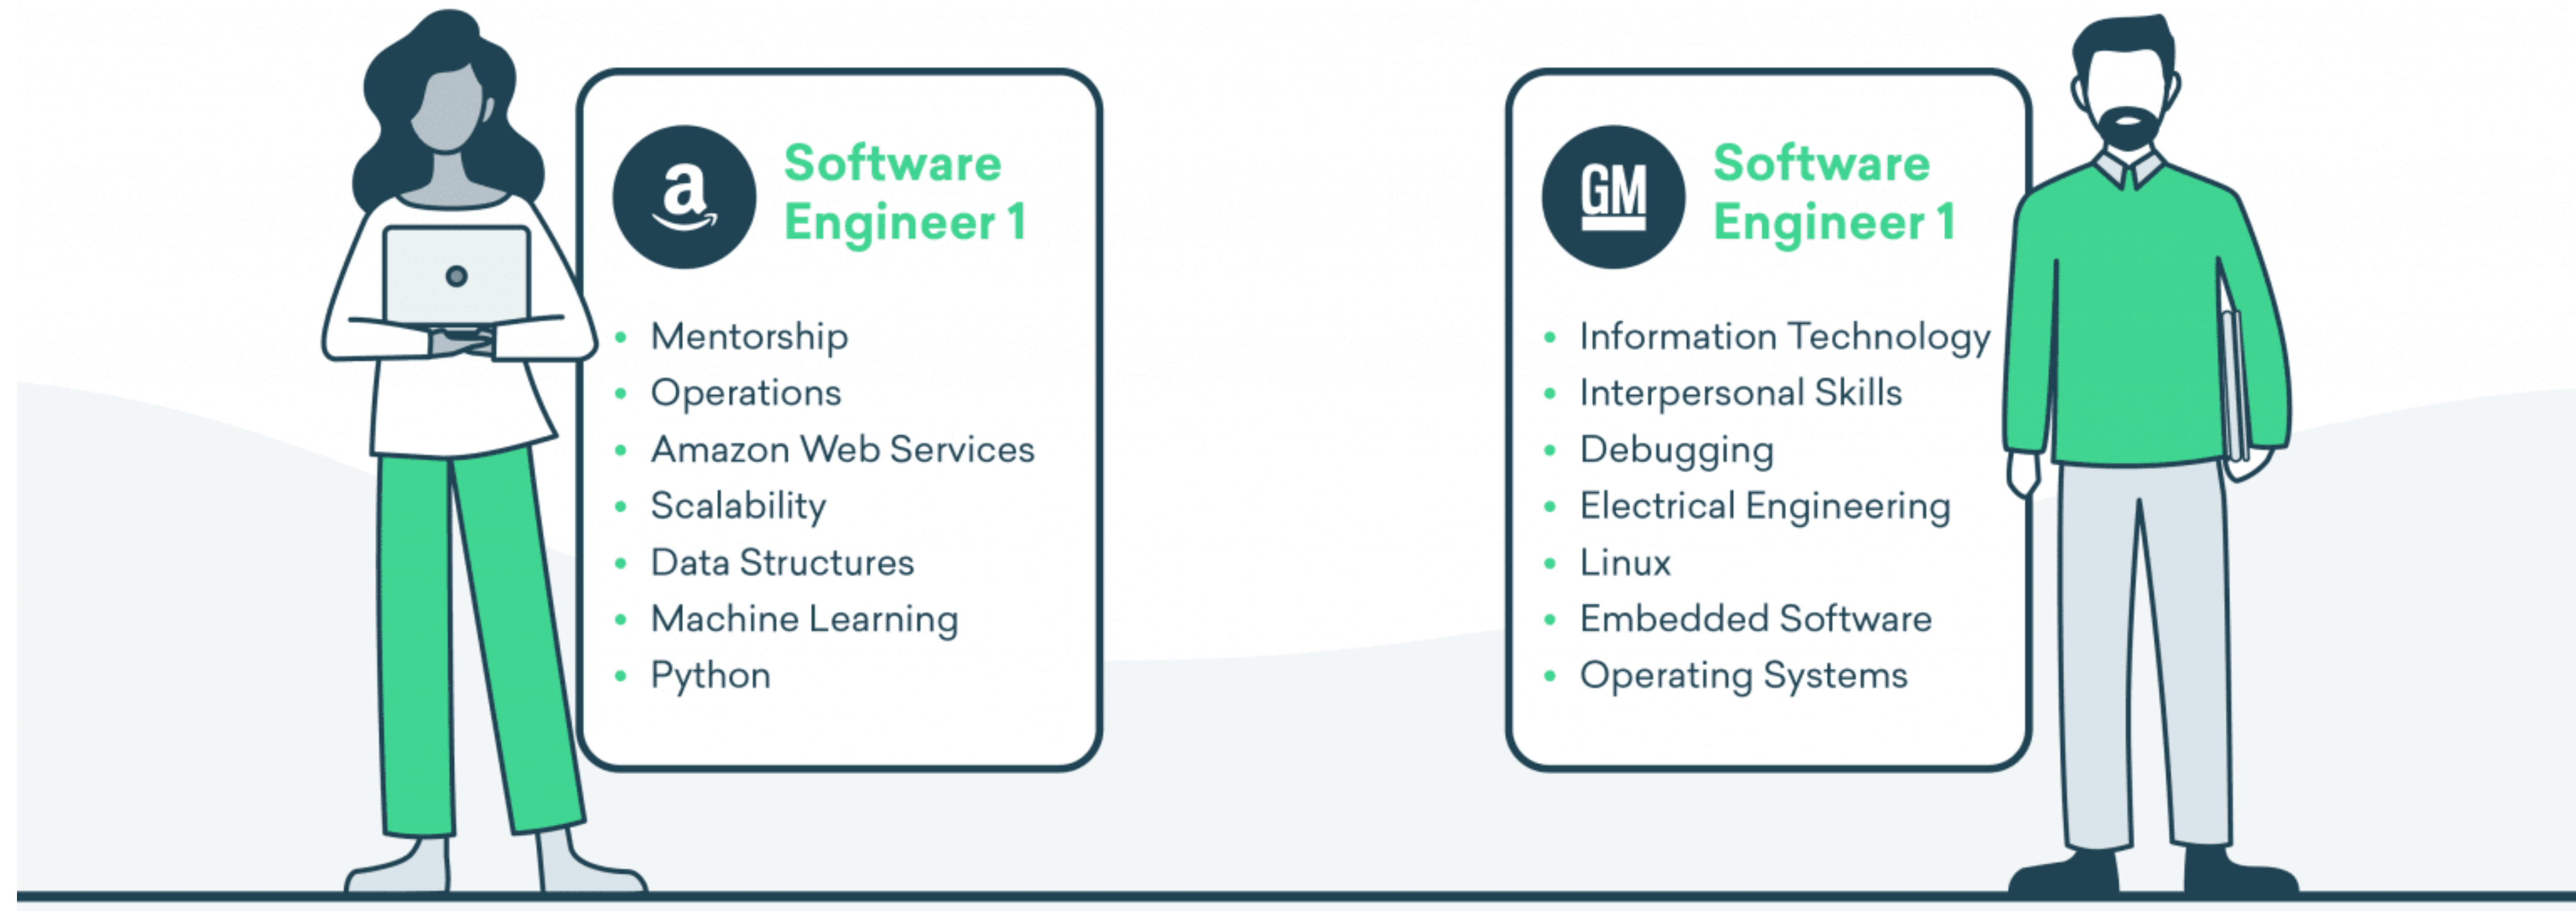 a
Software
Engineer 1
Mentorship
Operations
Amazon Web Services
Scalability
Data Structures
Machine Learning
Python
GM
Software
Engineer 1
Information Technology
Interpersonal Skills
Debugging
Electrical Engineering
Linux
Embedded Software
Operating Systems